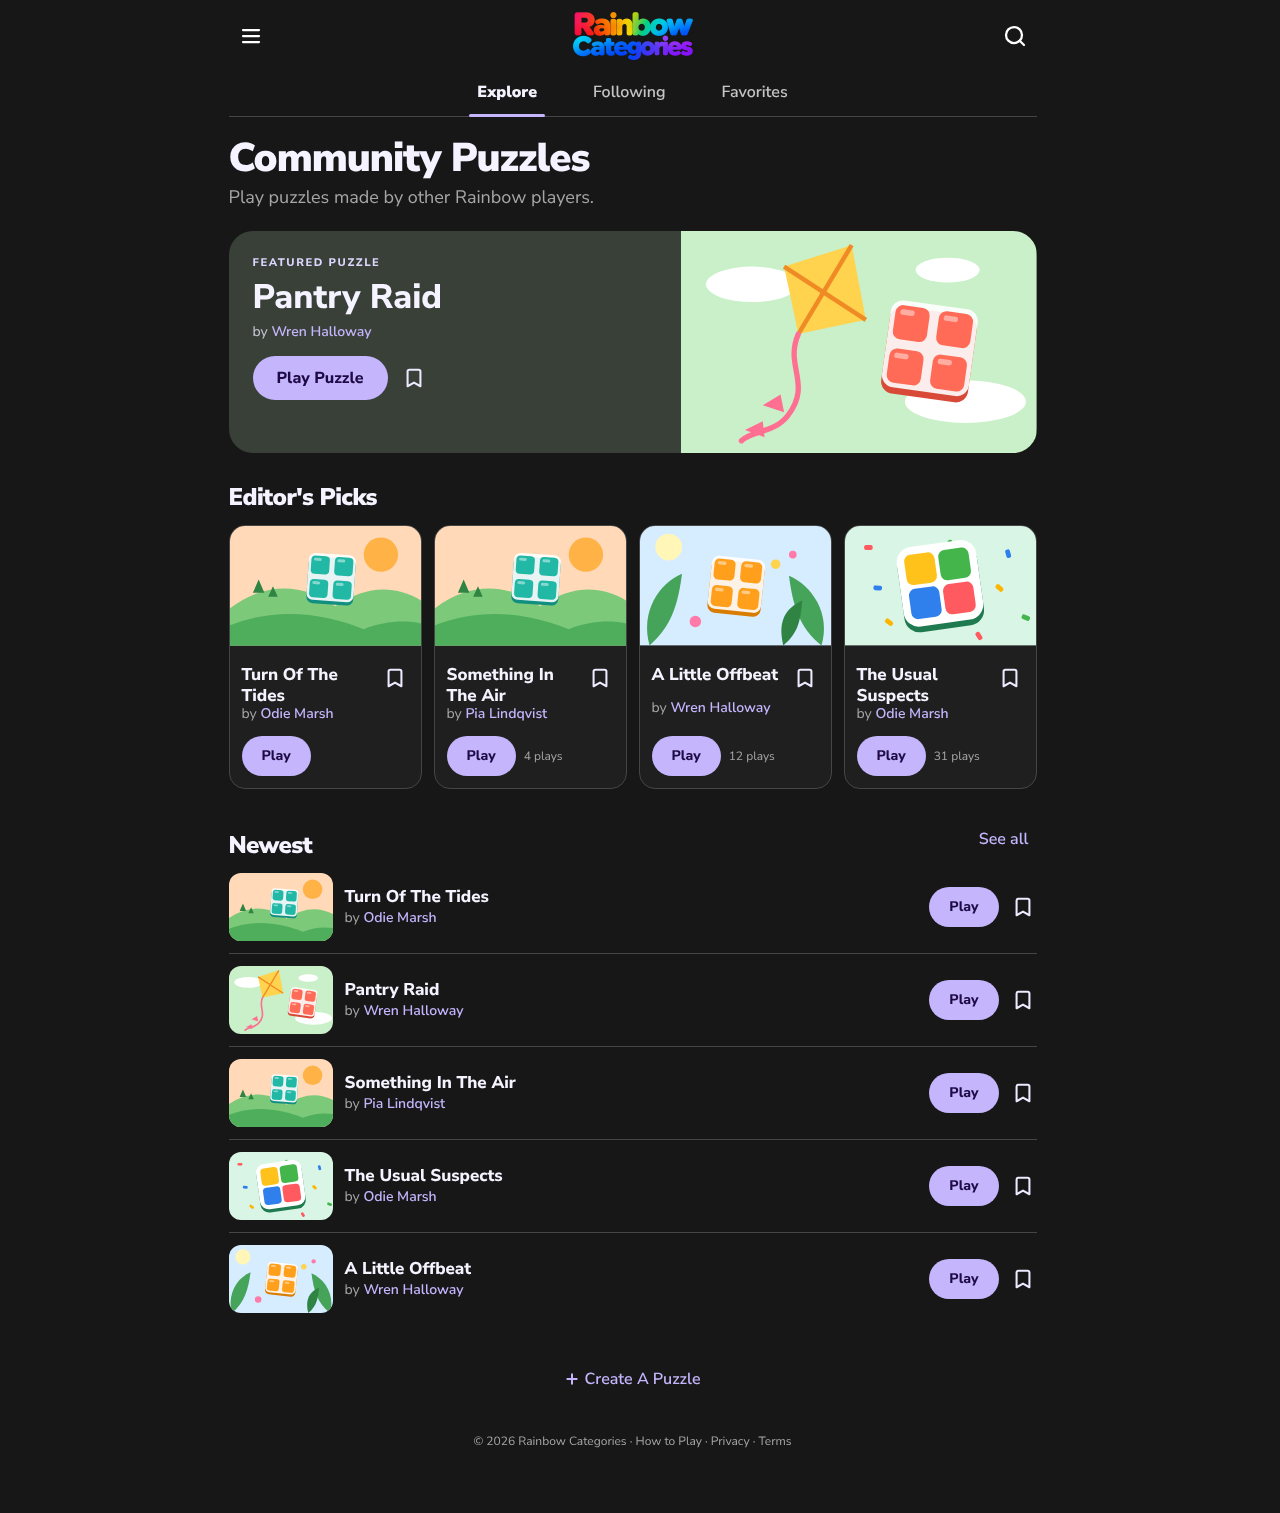 Rainbow
Categories
Explore
Following
Favorites
Community Puzzles
Play puzzles made by other Rainbow players.
FEATURED PUZZLE
Pantry Raid
by Wren Halloway
Play Puzzle
Editor's Picks
Turn Of The
Tides
by Odie Marsh
Play
Something In
The Air
by Pia Lindqvist
Play
4 plays
A Little Offbeat
by Wren Halloway
Play
12 plays
The Usual
Suspects
by Odie Marsh
Play
31 plays
Newest
See all
Turn Of The Tides
by Odie Marsh
Play
Pantry Raid
by Wren Halloway
Play
Something In The Air
by Pia Lindqvist
Play
The Usual Suspects
by Odie Marsh
Play
A Little Offbeat
by Wren Halloway
Play
+ Create A Puzzle
© 2026 Rainbow Categories · How to Play · Privacy · Terms